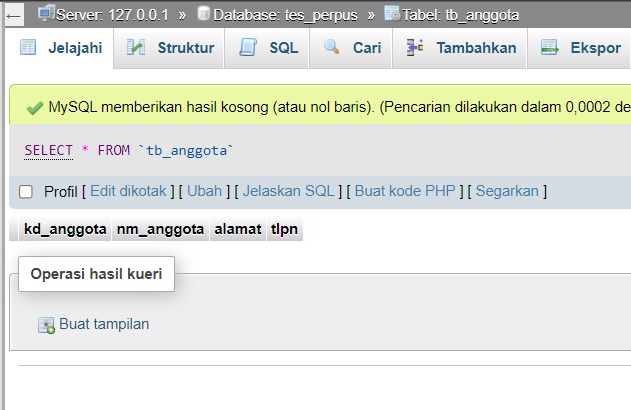 Server: 127.0.0.1 » Database: tes_perpus » Tabel: tb_anggota
Jelajahi Struktur SQL Cari Tambahkan Ekspor
MySQL memberikan hasil kosong (atau nol baris). (Pencarian dilakukan dalam 0,0002 de
SELECT * FROM `tb_anggota`
Profil [ Edit dikotak ] [ Ubah ] [ Jelaskan SQL ] [ Buat kode PHP ] [ Segarkan ]
kd_anggota nm_anggota alamat tlpn
Operasi hasil kueri
Buat tampilan